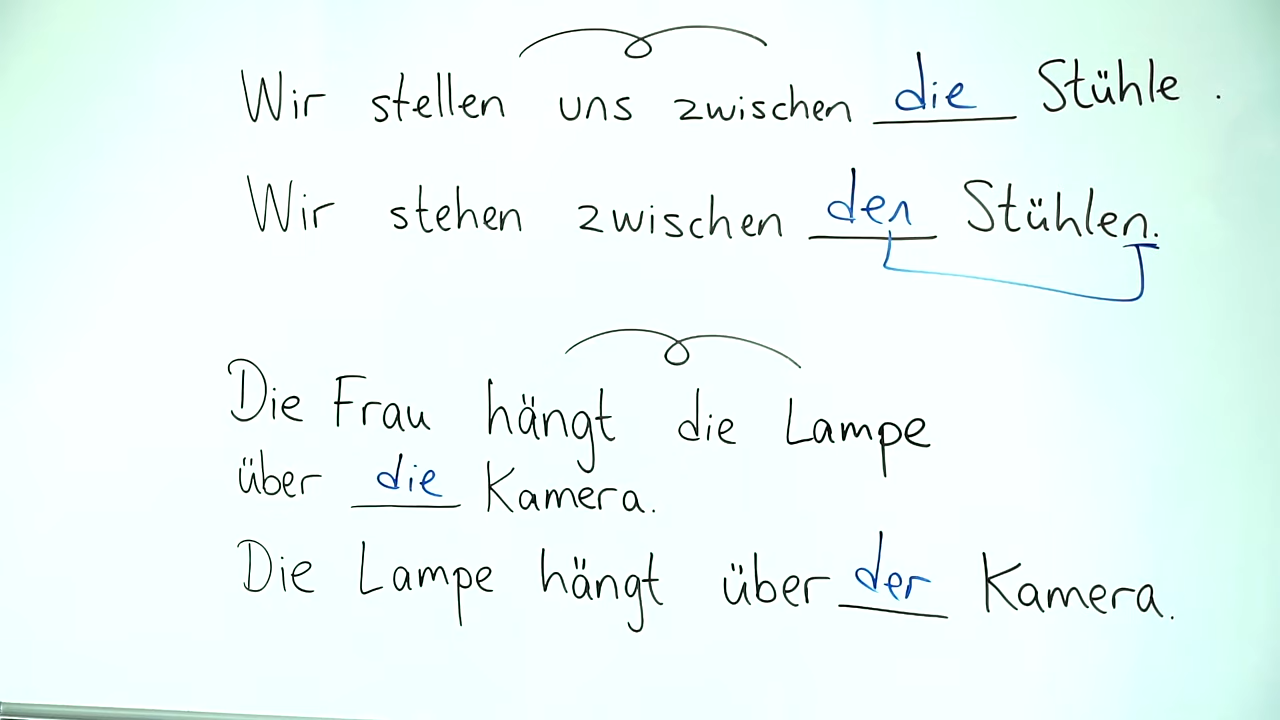 Wir stellen uns zwischen die Stühle.
Wir stehen zwischen den Stühlen.
Die Frau hängt die Lampe
über die Kamera.
Die Lampe hängt über der Kamera.